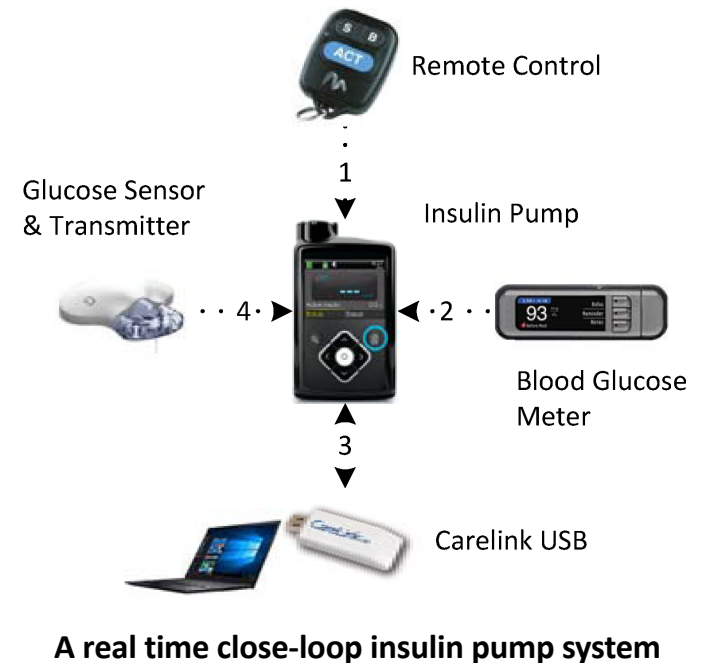 S B
ACT
Remote Control
1
Glucose Sensor
& Transmitter
Insulin Pump
4
2
93
Blood Glucose
Meter
3
Carelink USB
A real time close-loop insulin pump system